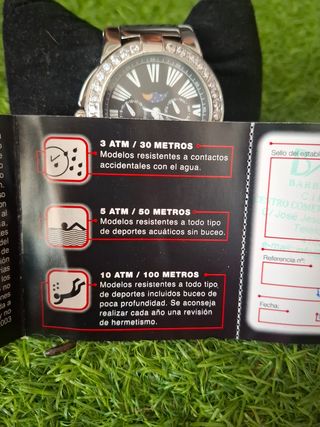 3 ATM / 30 METROS
Modelos resistentes a contactos
accidentales con el agua.
5 ATM / 50 METROS
Modelos resistentes a todo tipo
de deportes acuáticos sin buceo.
10 ATM / 100 METROS
Modelos resistentes a todo tipo
de deportes incluidos buceo de
poca profundidad. Se aconseja
realizar cada año una revisión
de hermetismo.
Sello del estable
Referencia nº:
Fecha: